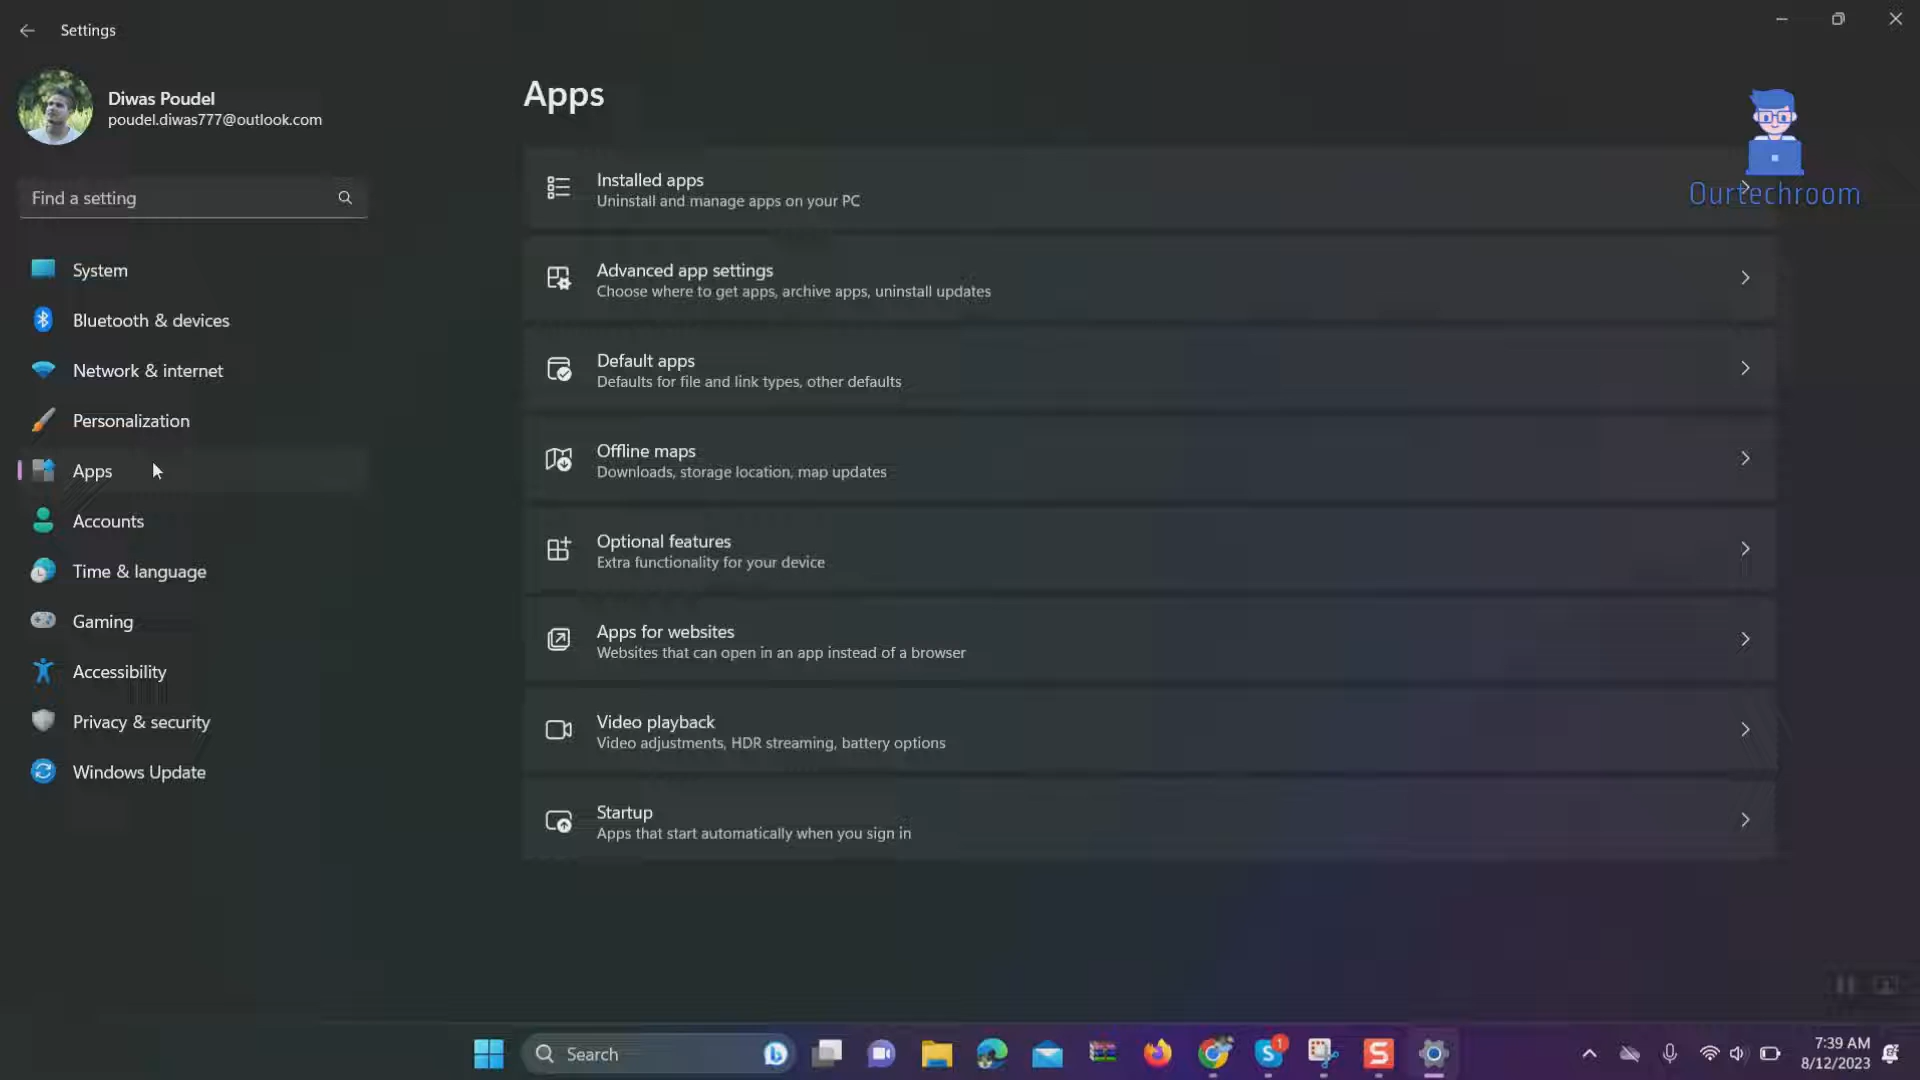 Settings
Diwas Poudel
poudel.diwas777@outlook.com
Find a setting
System
Bluetooth & devices
Network & internet
Personalization
Apps
Accounts
Time & language
Gaming
Accessibility
Privacy & security
Windows Update
Apps
Installed apps
Uninstall and manage apps on your PC
Advanced app settings
Choose where to get apps, archive apps, uninstall updates
Default apps
Defaults for file and link types, other defaults
Offline maps
Downloads, storage location, map updates
Optional features
Extra functionality for your device
Apps for websites
Websites that can open in an app instead of a browser
Video playback
Video adjustments, HDR streaming, battery options
Startup
Apps that start automatically when you sign in
Ourtechroom
Search
S
1
S
7:39 AM
8/12/2023